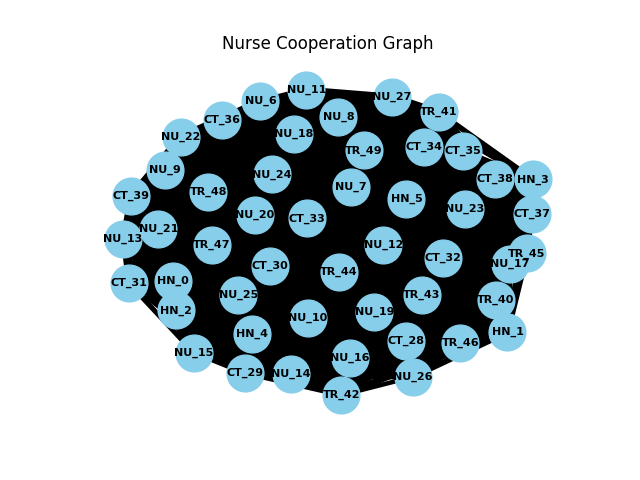 Nurse Cooperation Graph
NU_11
NU_27
NU_6
TR_41
NU_8
CT_36
NU_18
NU_22
CT_34
TR_49
CT_35
NU_9
NU_24
CT_38
HN_3
NU_7
TR_48
CT_39
HN_5
NU_23
CT_37
NU_20
CT_33
NU_21
NU_13
TR_47
NU_12
TR_45
CT_32
NU_17
CT_30
TR_44
HN_0
CT_31
NU_25
TR_43
TR_40
HN_2
NU_19
NU_10
HN_1
HN_4
CT_28
TR_46
NU_15
NU_16
CT_29
NU_14
NU_26
TR_42